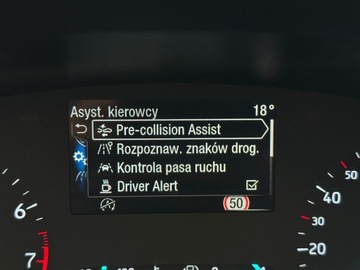 Asyst. kierowcy 18°
Pre-collision Assist
Rozpoznaw. znaków drog.
Kontrola pasa ruchu
Driver Alert
50
50
40
6
30
7
20